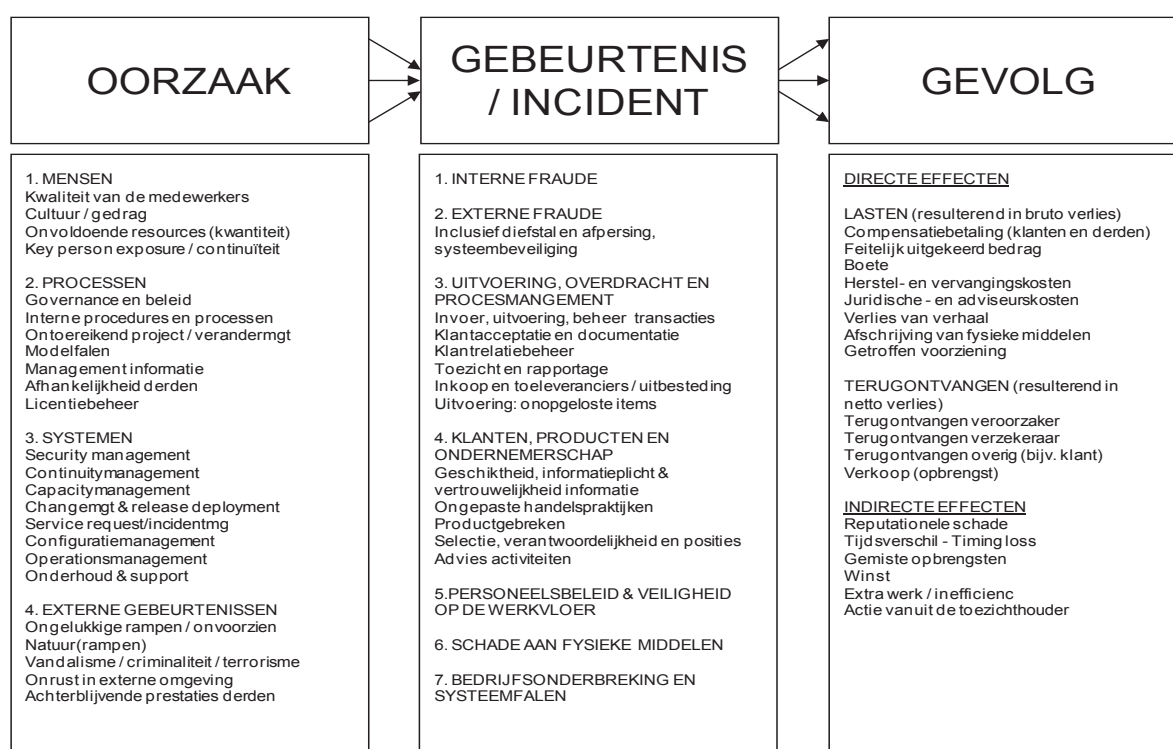 OORZAAK
GEBEURTENIS
/ INCIDENT
GEVOLG
1. MENSEN
Kwaliteit van de medewerkers
Cultuur / gedrag
Onvoldoende resources (kwantiteit)
Key person exposure / continuïteit
2. PROCESSEN
Governance en beleid
Interne procedures en processen
Ontoereikend project / verandermgt
Modelfalen
Management informatie
Afhankelijkheid derden
Licentiebeheer
3. SYSTEMEN
Security management
Continuitymanagement
Capacitymanagement
Changemgt & release deployment
Service request/incidentmg
Configuratiemanagement
Operationsmanagement
Onderhoud & support
4. EXTERNE GEBEURTENISSEN
Ongelukkige rampen / onvoorzien
Natuur(rampen)
Vandalisme / criminaliteit / terrorisme
Onrust in externe omgeving
Achterblijvende prestaties derden
1. INTERNE FRAUDE
2. EXTERNE FRAUDE
Inclusief diefstal en afpersing,
systeembeveiliging
3. UITVOERING, OVERDRACHT EN
PROCESMANGEMENT
Invoer, uitvoering, beheer transacties
Klantacceptatie en documentatie
Klantrelatiebeheer
Toezicht en rapportage
Inkoop en toeleveranciers / uitbesteding
Uitvoering: onopgeloste items
4. KLANTEN, PRODUCTEN EN
ONDERNEMERSCHAP
Geschiktheid, informatieplicht &
vertrouwelijkheid informatie
Ongepaste handelspraktijken
Productgebreken
Selectie, verantwoordelijkheid en posities
Advies activiteiten
5.PERSONEELSBELEID & VEILIGHEID
OP DE WERKVLOER
6. SCHADE AAN FYSIEKE MIDDELEN
7. BEDRIJFSONDERBREKING EN
SYSTEEMFALEN
DIRECTE EFFECTEN
LASTEN (resulterend in bruto verlies)
Compensatiebetaling (klanten en derden)
Feitelijk uitgekeerd bedrag
Boete
Herstel- en vervangingskosten
Juridische - en adviseurskosten
Verlies van verhaal
Afschrijving van fysieke middelen
Getroffen voorziening
TERUGONTVANGEN (resulterend in
netto verlies)
Terugontvangen veroorzaker
Terugontvangen verzekeraar
Terugontvangen overig (bijv. klant)
Verkoop (opbrengst)
INDIRECTE EFFECTEN
Reputationele schade
Tijdsverschil - Timing loss
Gemiste opbrengsten
Winst
Extra werk / inefficienc
Actie vanuit de toezichthouder